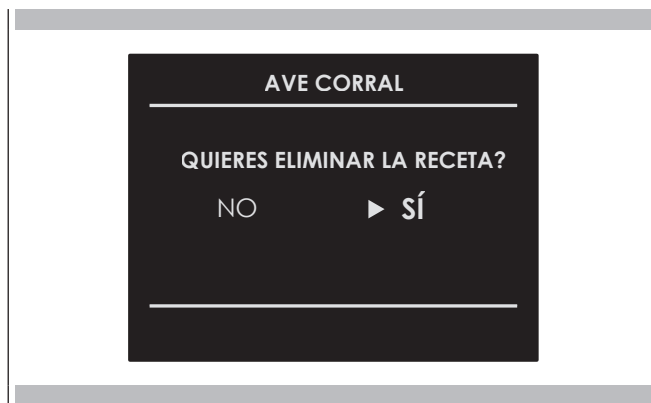 AVE CORRAL
QUIERES ELIMINAR LA RECETA?
NO ▶ SÍ